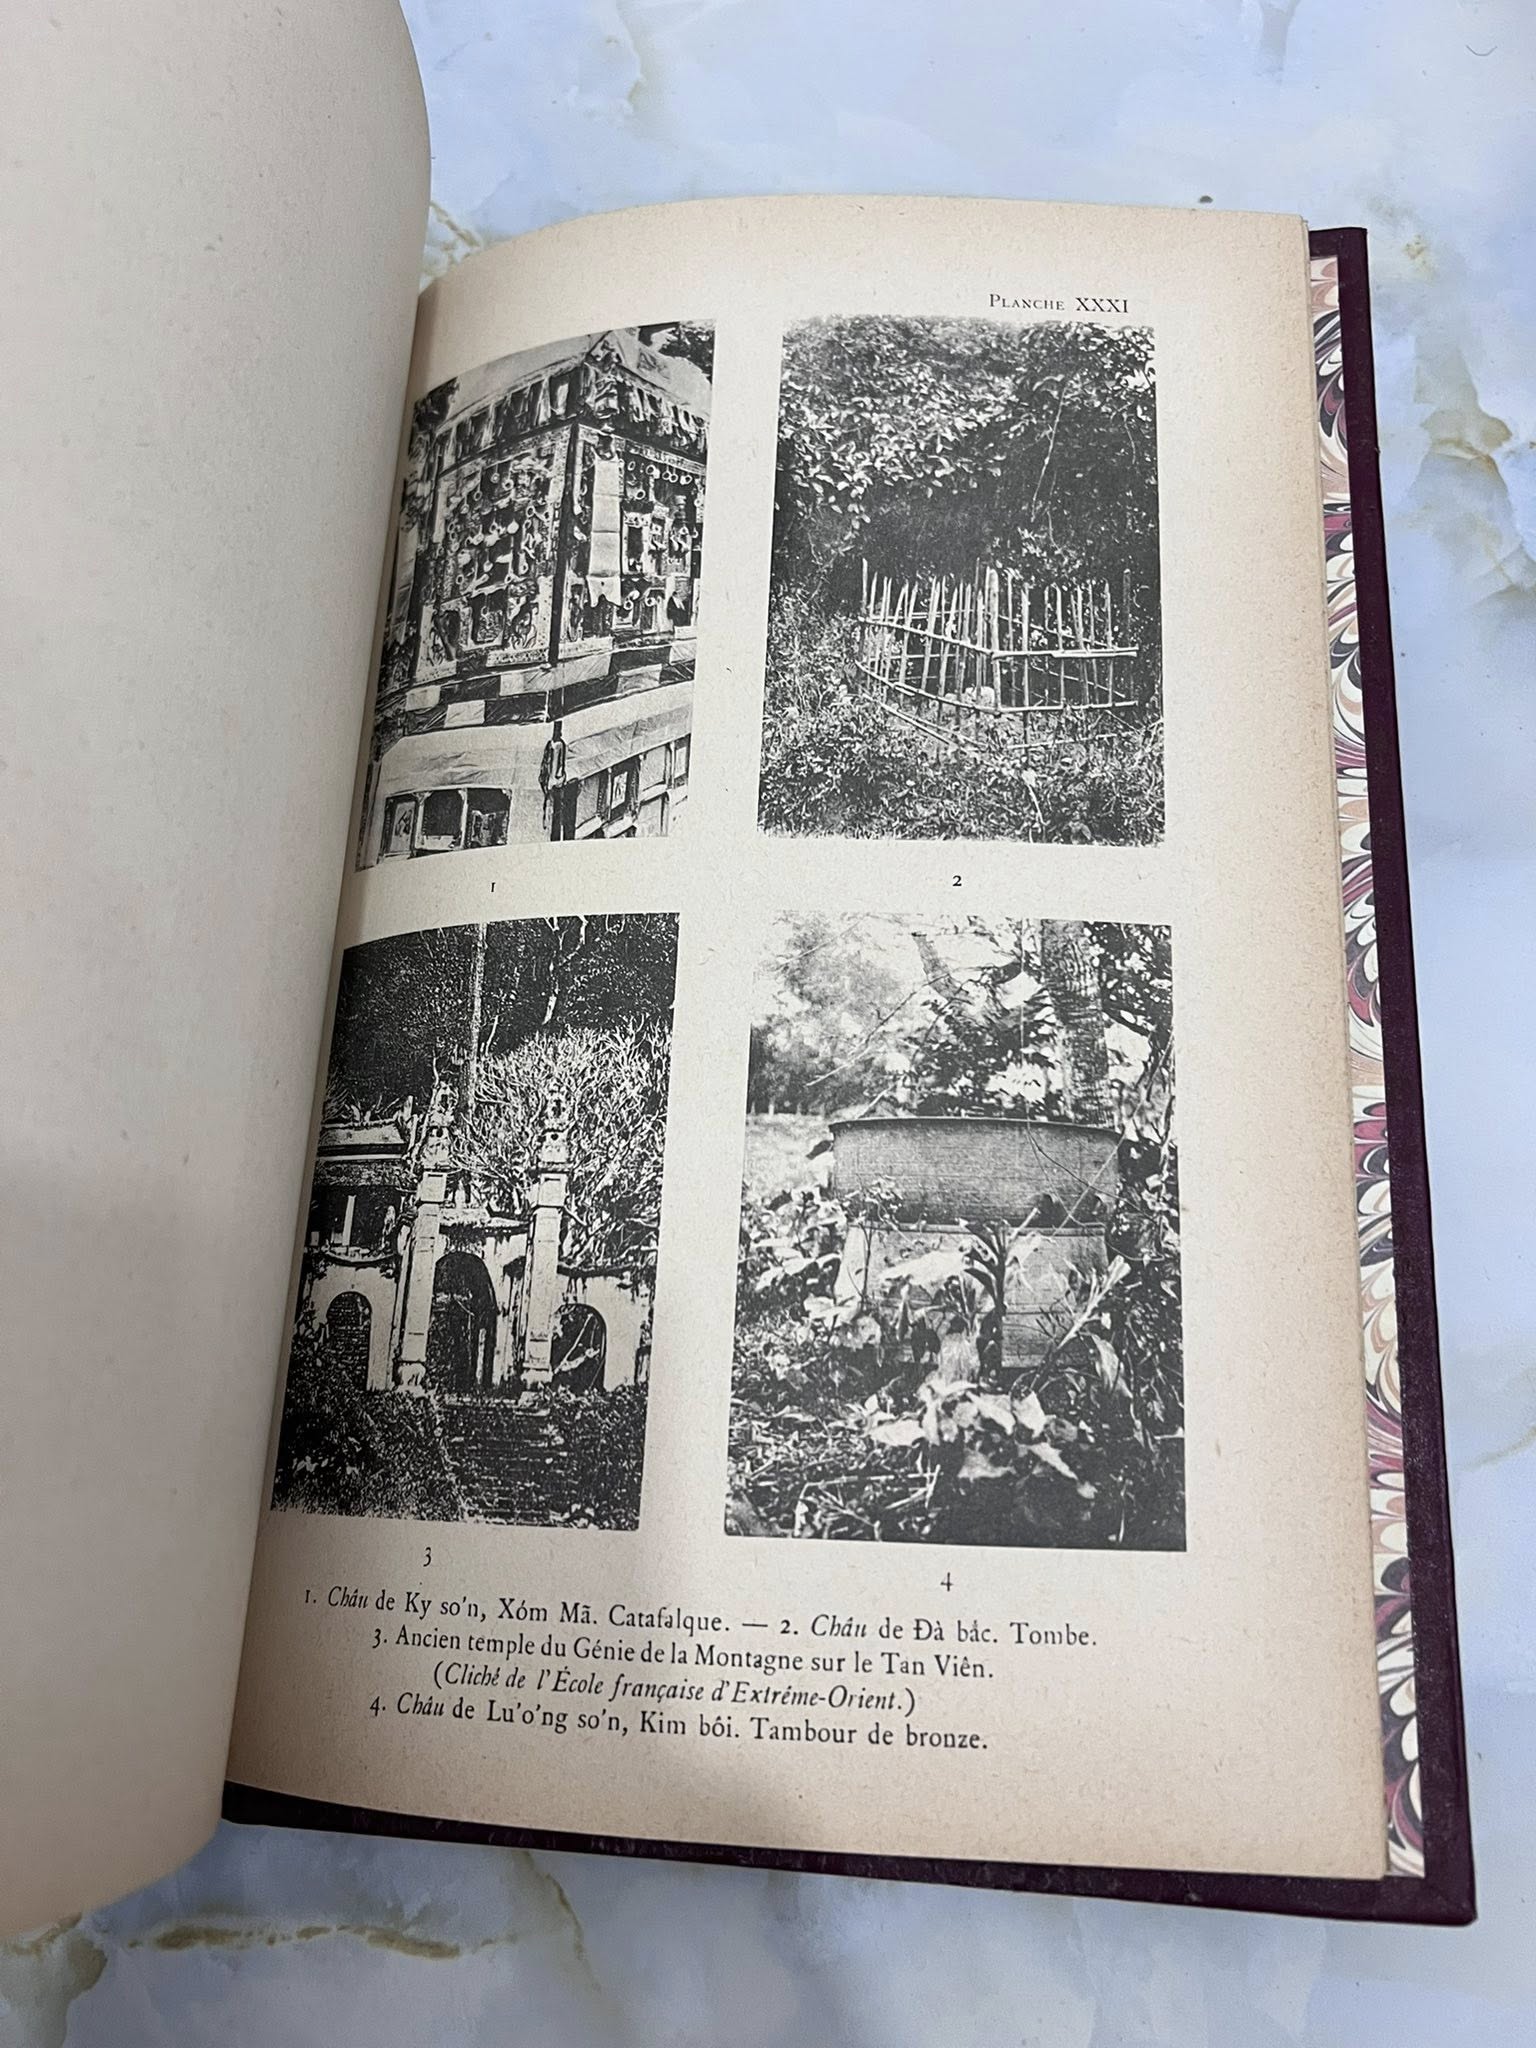 Planche XXXI
1
2
3
4
1. Châu de Ky so'n, Xóm Mã. Catafalque. — 2. Châu de Đà bắc. Tombe.
3. Ancien temple du Génie de la Montagne sur le Tan Viên.
(Cliché de l'École française d'Extrême-Orient.)
4. Châu de Lu'o'ng so'n, Kim bôi. Tambour de bronze.